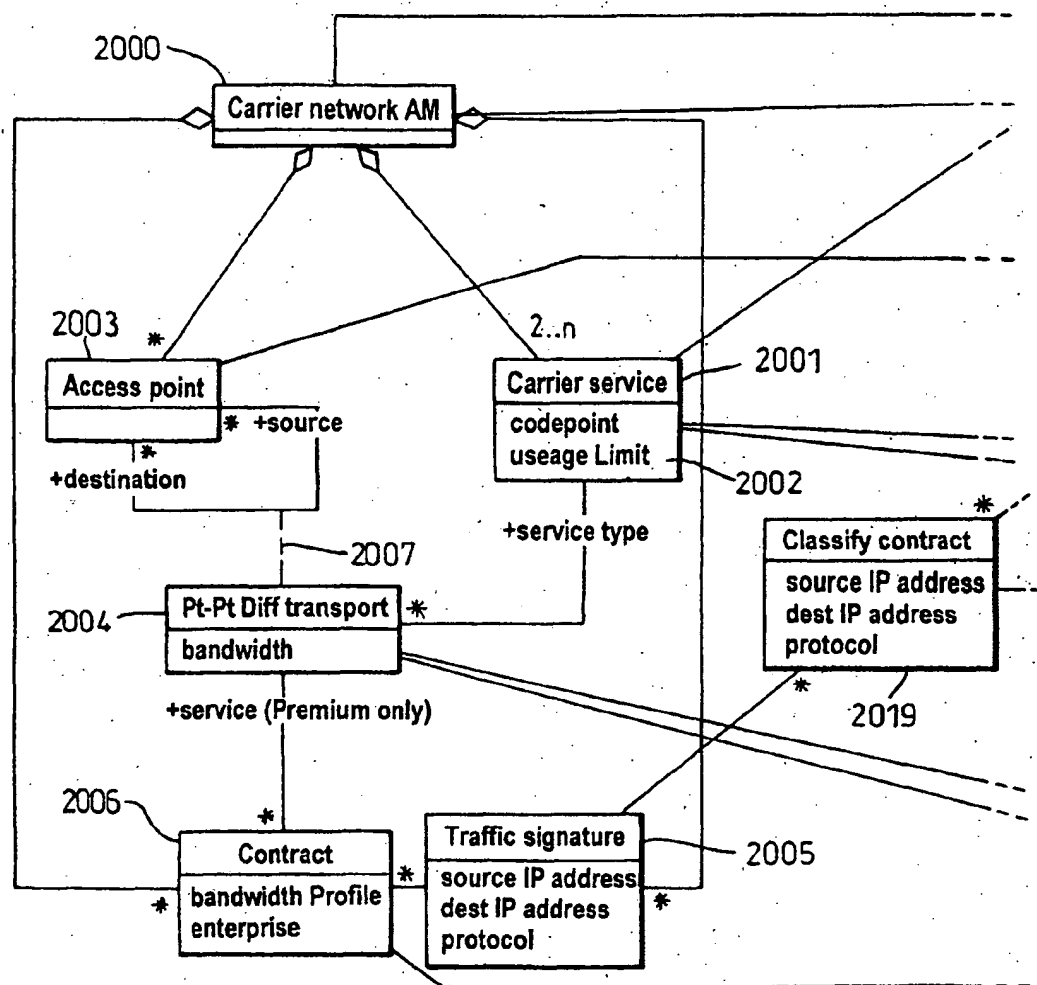 2000
Carrier network AM
2003
*
2..n
2001
Access point
Carrier service
* +source
codepoint
useage Limit
*
+destination
2002
+service type
*
2007
Classify contract
2004
Pt-Pt Diff transport
*
source IP address
dest IP address
protocol
bandwidth
+service (Premium only)
*
2019
2006
*
Contract
Traffic signature
2005
bandwidth Profile
enterprise
*
source IP address
dest IP address
protocol
*
*